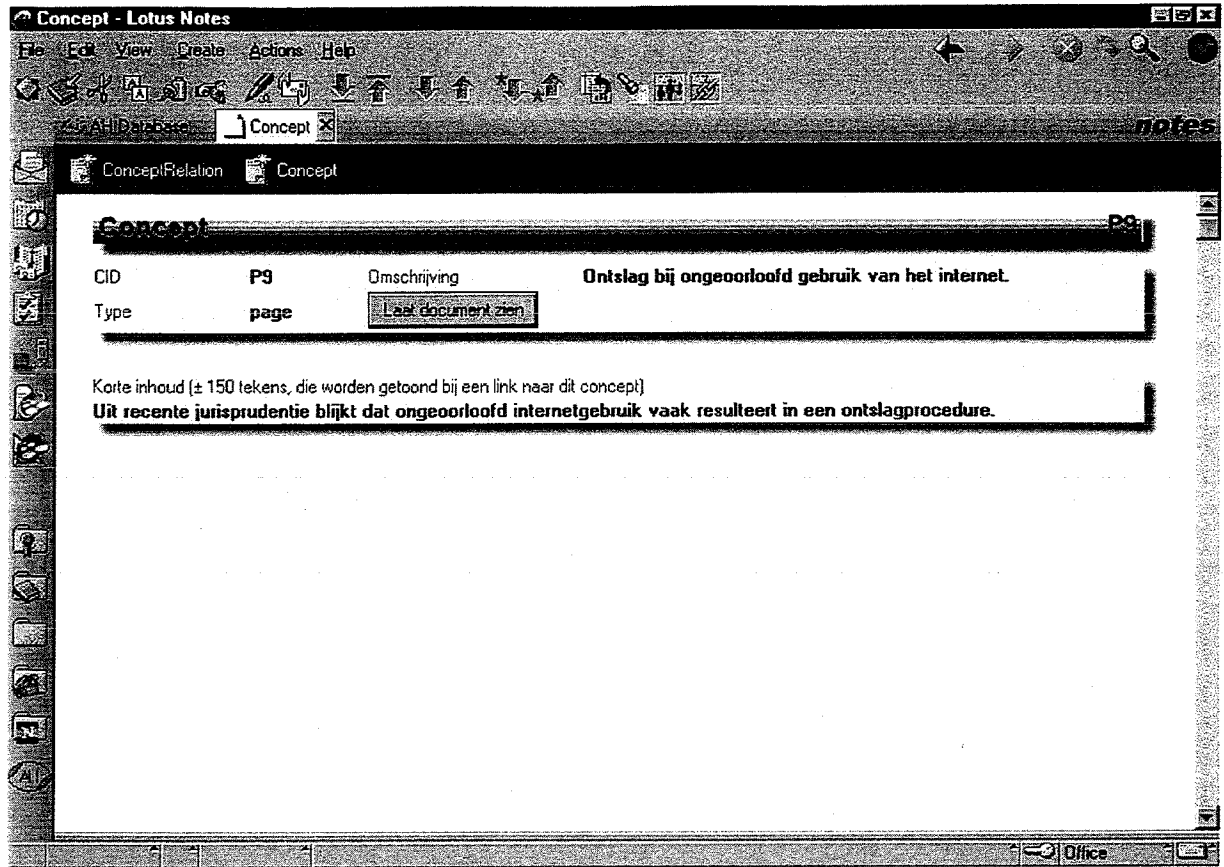 Concept - Lotus Notes
File Edit View Create Actions Help
AHI Database Concept notes
ConceptRelation Concept
Concept P9
CID P9 Omschrijving Ontslag bij ongeoorloofd gebruik van het internet.
Type page Laat document zien
Korte inhoud (± 150 tekens, die worden getoond bij een link naar dit concept)
Uit recente jurisprudentie blijkt dat ongeoorloofd internetgebruik vaak resulteert in een ontslagprocedure.
Office